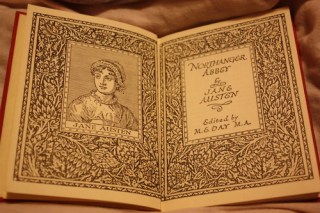 JANE AUSTEN
NORTHANGER
ABBEY
by
JANE
AUSTEN
Edited by
M. G. DAY M.A.